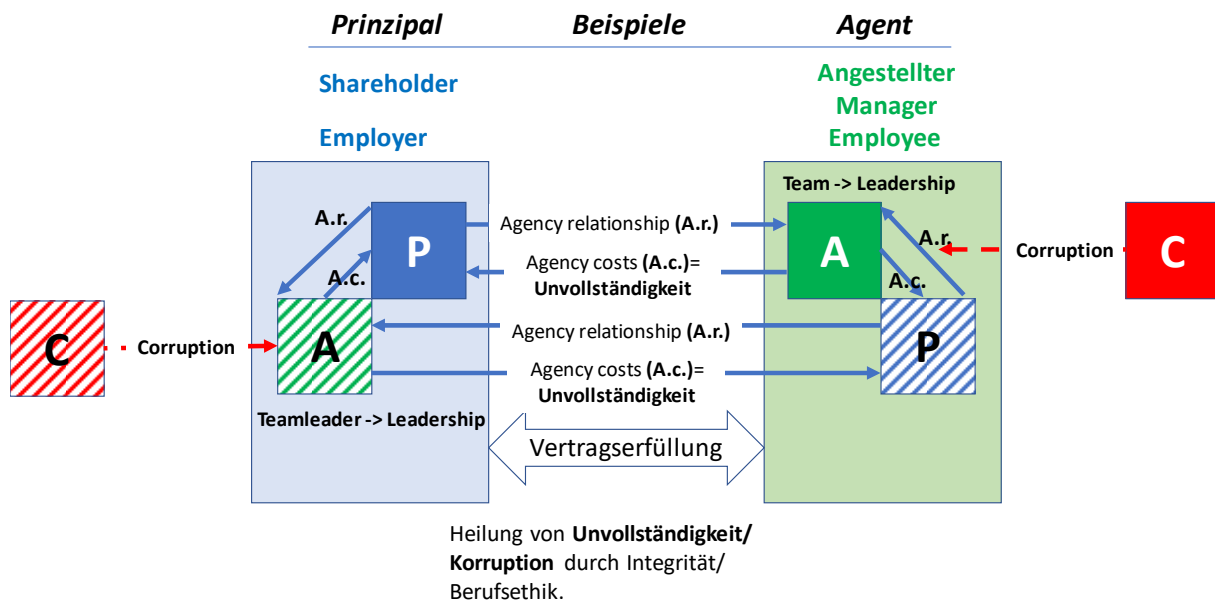 Prinzipal Beispiele Agent
Shareholder
Employer
Angestellter
Manager
Employee
Team -> Leadership
A.r.
P
A.c.
Agency relationship (A.r.)
Agency costs (A.c.)=
Unvollständigkeit
A
A.r.
A.c.
Corruption
C
C
Corruption
A
Agency relationship (A.r.)
Agency costs (A.c.)=
Unvollständigkeit
P
Teamleader -> Leadership
Vertragserfüllung
Heilung von Unvollständigkeit/
Korruption durch Integrität/
Berufsethik.